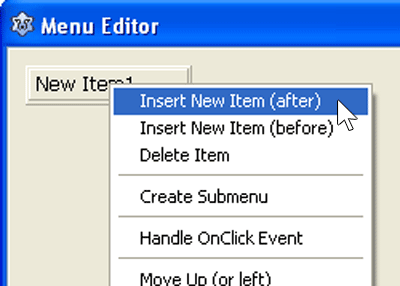 Menu Editor
New Item1
Insert New Item (after)
Insert New Item (before)
Delete Item
Create Submenu
Handle OnClick Event
Move Up (or left)